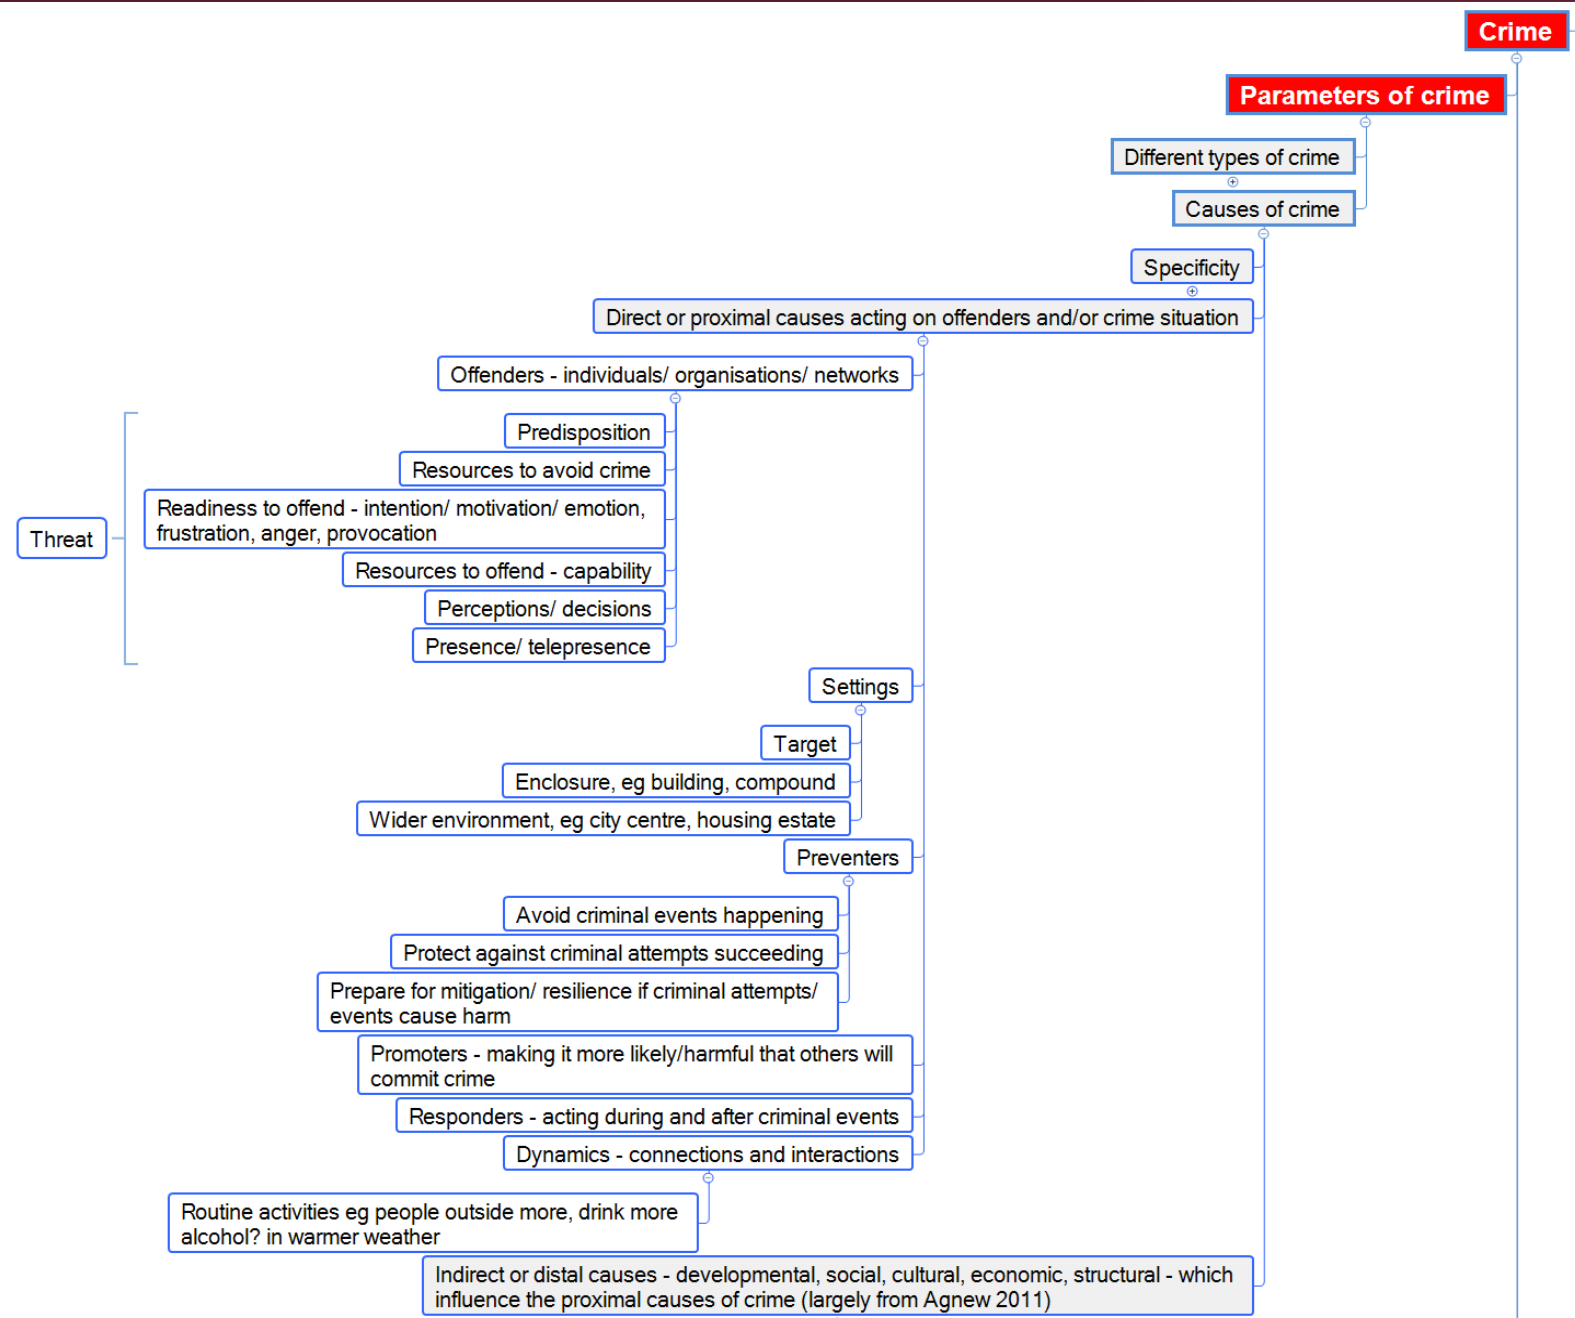 Crime
Parameters of crime
Different types of crime
Causes of crime
Specificity
Direct or proximal causes acting on offenders and/or crime situation
Offenders - individuals/ organisations/ networks
Predisposition
Resources to avoid crime
Readiness to offend - intention/ motivation/ emotion,
frustration, anger, provocation
Threat
Resources to offend - capability
Perceptions/ decisions
Presence/ telepresence
Settings
Target
Enclosure, eg building, compound
Wider environment, eg city centre, housing estate
Preventers
Avoid criminal events happening
Protect against criminal attempts succeeding
Prepare for mitigation/ resilience if criminal attempts/
events cause harm
Promoters - making it more likely/harmful that others will
commit crime
Responders - acting during and after criminal events
Dynamics - connections and interactions
Routine activities eg people outside more, drink more
alcohol? in warmer weather
Indirect or distal causes - developmental, social, cultural, economic, structural - which
influence the proximal causes of crime (largely from Agnew 2011)